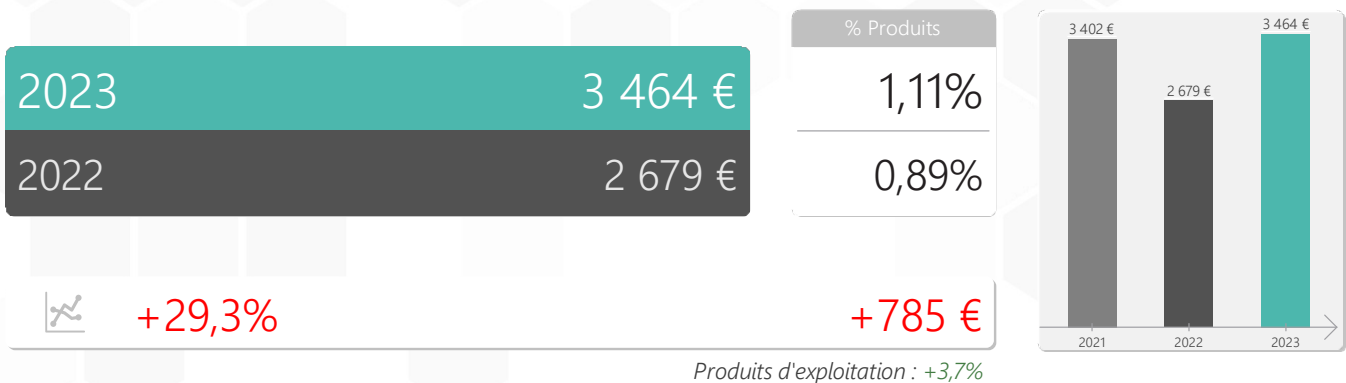 % Produits
2023 3 464 € 1,11%
2022 2 679 € 0,89%
+29,3% +785 €
Produits d'exploitation : +3,7%
3 402 €
2 679 €
3 464 €
2021 2022 2023